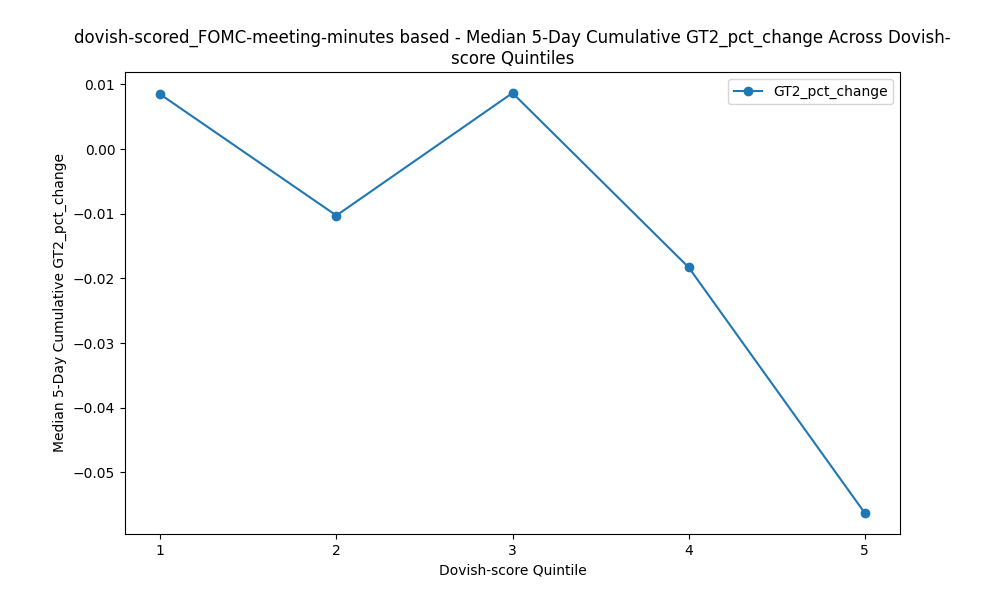 dovish-scored_FOMC-meeting-minutes based - Median 5-Day Cumulative GT2_pct_change Across Dovish-
score Quintiles
GT2_pct_change
Median 5-Day Cumulative GT2_pct_change
0.01
0.00
−0.01
−0.02
−0.03
−0.04
−0.05
1
2
3
4
5
Dovish-score Quintile